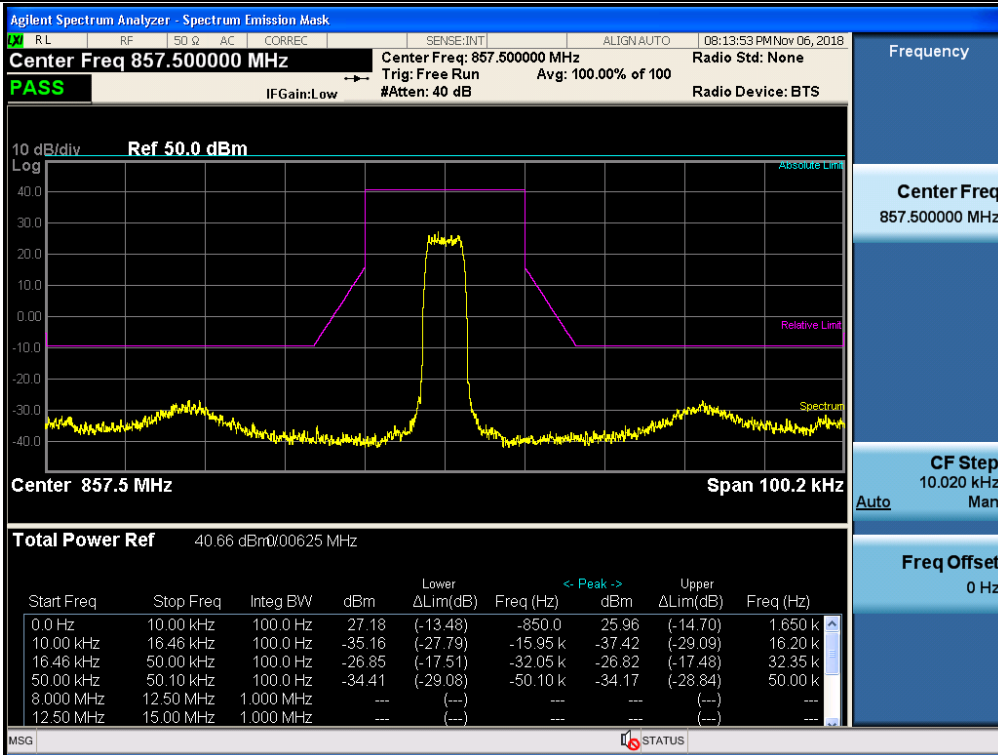 Agilent Spectrum Analyzer - Spectrum Emission Mask
LXI RL RF 50 Ω AC CORREC SENSE:INT ALIGN AUTO 08:13:53 PM Nov 06, 2018
Center Freq 857.500000 MHz
Center Freq: 857.500000 MHz
Radio Std: None
Trig: Free Run Avg: 100.00% of 100
PASS
IFGain:Low
#Atten: 40 dB
Radio Device: BTS
10 dB/div Ref 50.0 dBm
Log
Absolute Limit
40.0
30.0
20.0
10.0
0.00
Relative Limit
-10.0
-20.0
-30.0
Spectrum
-40.0
Center 857.5 MHz Span 100.2 kHz
Total Power Ref 40.66 dBm/0.00625 MHz
Lower <- Peak -> Upper
Start Freq Stop Freq Integ BW dBm ΔLim(dB) Freq (Hz) dBm ΔLim(dB) Freq (Hz)
0.0 Hz 10.00 kHz 100.0 Hz 27.18 (-13.48) -850.0 25.96 (-14.70) 1.650 k
10.00 kHz 16.46 kHz 100.0 Hz -35.16 (-27.79) -15.95 k -37.42 (-29.09) 16.20 k
16.46 kHz 50.00 kHz 100.0 Hz -26.85 (-17.51) -32.05 k -26.82 (-17.48) 32.35 k
50.00 kHz 50.10 kHz 100.0 Hz -34.41 (-29.08) -50.10 k -34.17 (-28.84) 50.00 k
8.000 MHz 12.50 MHz 1.000 MHz --- (---) --- --- (---) ---
12.50 MHz 15.00 MHz 1.000 MHz --- (---) --- --- (---) ---
MSG STATUS
Frequency
Center Freq
857.500000 MHz
CF Step
10.020 kHz
Auto Man
Freq Offset
0 Hz